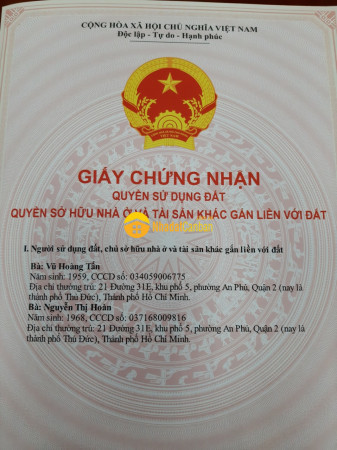 CỘNG HÒA XÃ HỘI CHỦ NGHĨA VIỆT NAM
Độc lập - Tự do - Hạnh phúc
GIẤY CHỨNG NHẬN
QUYỀN SỬ DỤNG ĐẤT
QUYỀN SỞ HỮU NHÀ Ở VÀ TÀI SẢN KHÁC GẮN LIỀN VỚI ĐẤT
I. Người sử dụng đất, chủ sở hữu nhà ở và tài sản khác gắn liền với đất
Bà: Vũ Hoàng Tấn
Năm sinh: 1959, CCCD số: 034059006775
Địa chỉ thường trú: 21 Đường 31E, khu phố 5, phường An Phú, Quận 2 (nay là
thành phố Thủ Đức), Thành phố Hồ Chí Minh.
Bà: Nguyễn Thị Hoán
Năm sinh: 1968, CCCD số: 037168009816
Địa chỉ thường trú: 21 Đường 31E, khu phố 5, phường An Phú, Quận 2 (nay là
thành phố Thủ Đức), Thành phố Hồ Chí Minh.